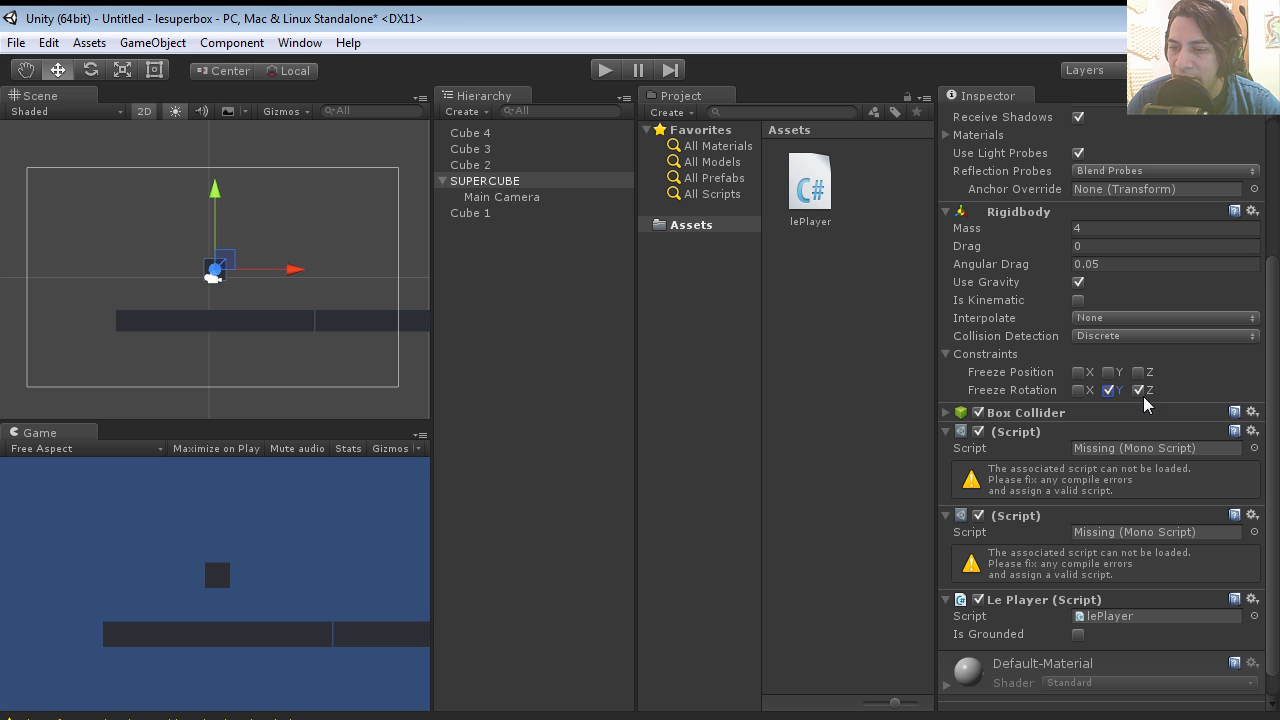 Unity (64bit) - Untitled - lesuperbox - PC, Mac & Linux Standalone* <DX11>
File Edit Assets GameObject Component Window Help
Center Local Layers
Scene
Shaded 2D Gizmos All
Hierarchy
Create All
Cube 4
Cube 3
Cube 2
SUPERCUBE
Main Camera
Cube 1
Project
Create
Favorites
All Materials
All Models
All Prefabs
All Scripts
Assets
Assets
C#
lePlayer
Inspector
Receive Shadows
Materials
Use Light Probes
Reflection Probes Blend Probes
Anchor Override None (Transform)
Rigidbody
Mass 4
Drag 0
Angular Drag 0.05
Use Gravity
Is Kinematic
Interpolate None
Collision Detection Discrete
Constraints
Freeze Position X Y Z
Freeze Rotation X Y Z
Box Collider
(Script)
Script Missing (Mono Script)
The associated script can not be loaded.
Please fix any compile errors
and assign a valid script.
(Script)
Script Missing (Mono Script)
The associated script can not be loaded.
Please fix any compile errors
and assign a valid script.
Le Player (Script)
Script lePlayer
Is Grounded
Default-Material
Shader Standard
Game
Free Aspect Maximize on Play Mute audio Stats Gizmos